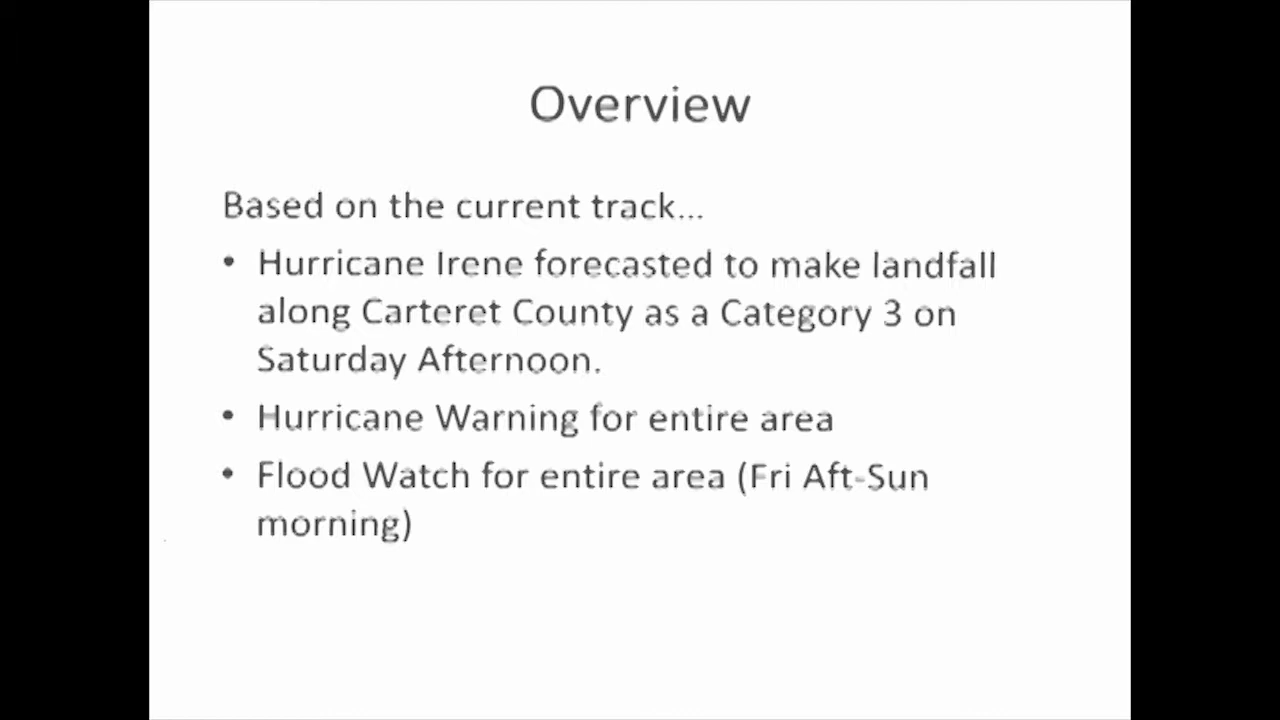 Overview
Based on the current track...
• Hurricane Irene forecasted to make landfall
along Carteret County as a Category 3 on
Saturday Afternoon.
• Hurricane Warning for entire area
• Flood Watch for entire area (Fri Aft-Sun
morning)